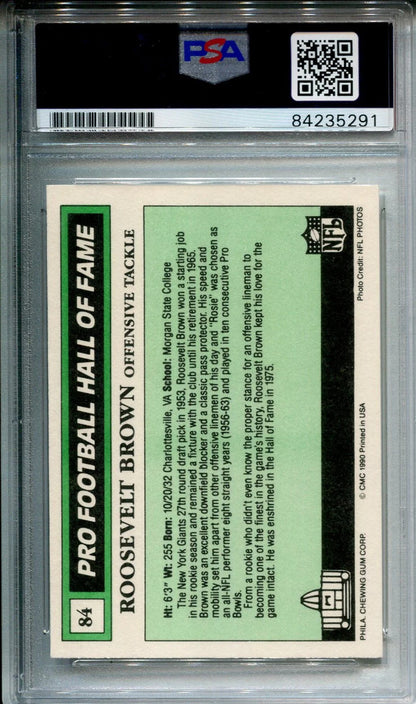 PSA
84235291
84
PRO FOOTBALL HALL OF FAME
ROOSEVELT BROWN OFFENSIVE TACKLE
Ht: 6'3" Wt: 255 Born: 10/20/32 Charlottesville, VA School: Morgan State College
The New York Giants 27th round draft pick in 1953, Roosevelt Brown won a starting job
in his rookie season and remained a fixture with the club until his retirement in 1965.
Brown was an excellent downfield blocker and a classic pass protector. His speed and
mobility set him apart from other offensive linemen of his day and "Rosie" was chosen as
an all-NFL performer eight straight years (1956-63) and played in ten consecutive Pro
Bowls.
From a rookie who didn't even know the proper stance for an offensive lineman to
becoming one of the finest in the game's history, Roosevelt Brown kept his love for the
game intact. He was enshrined in the Hall of Fame in 1975.
NFL
PHILA. CHEWING GUM CORP. © CMC 1990 Printed in USA Photo Credit: NFL PHOTOS